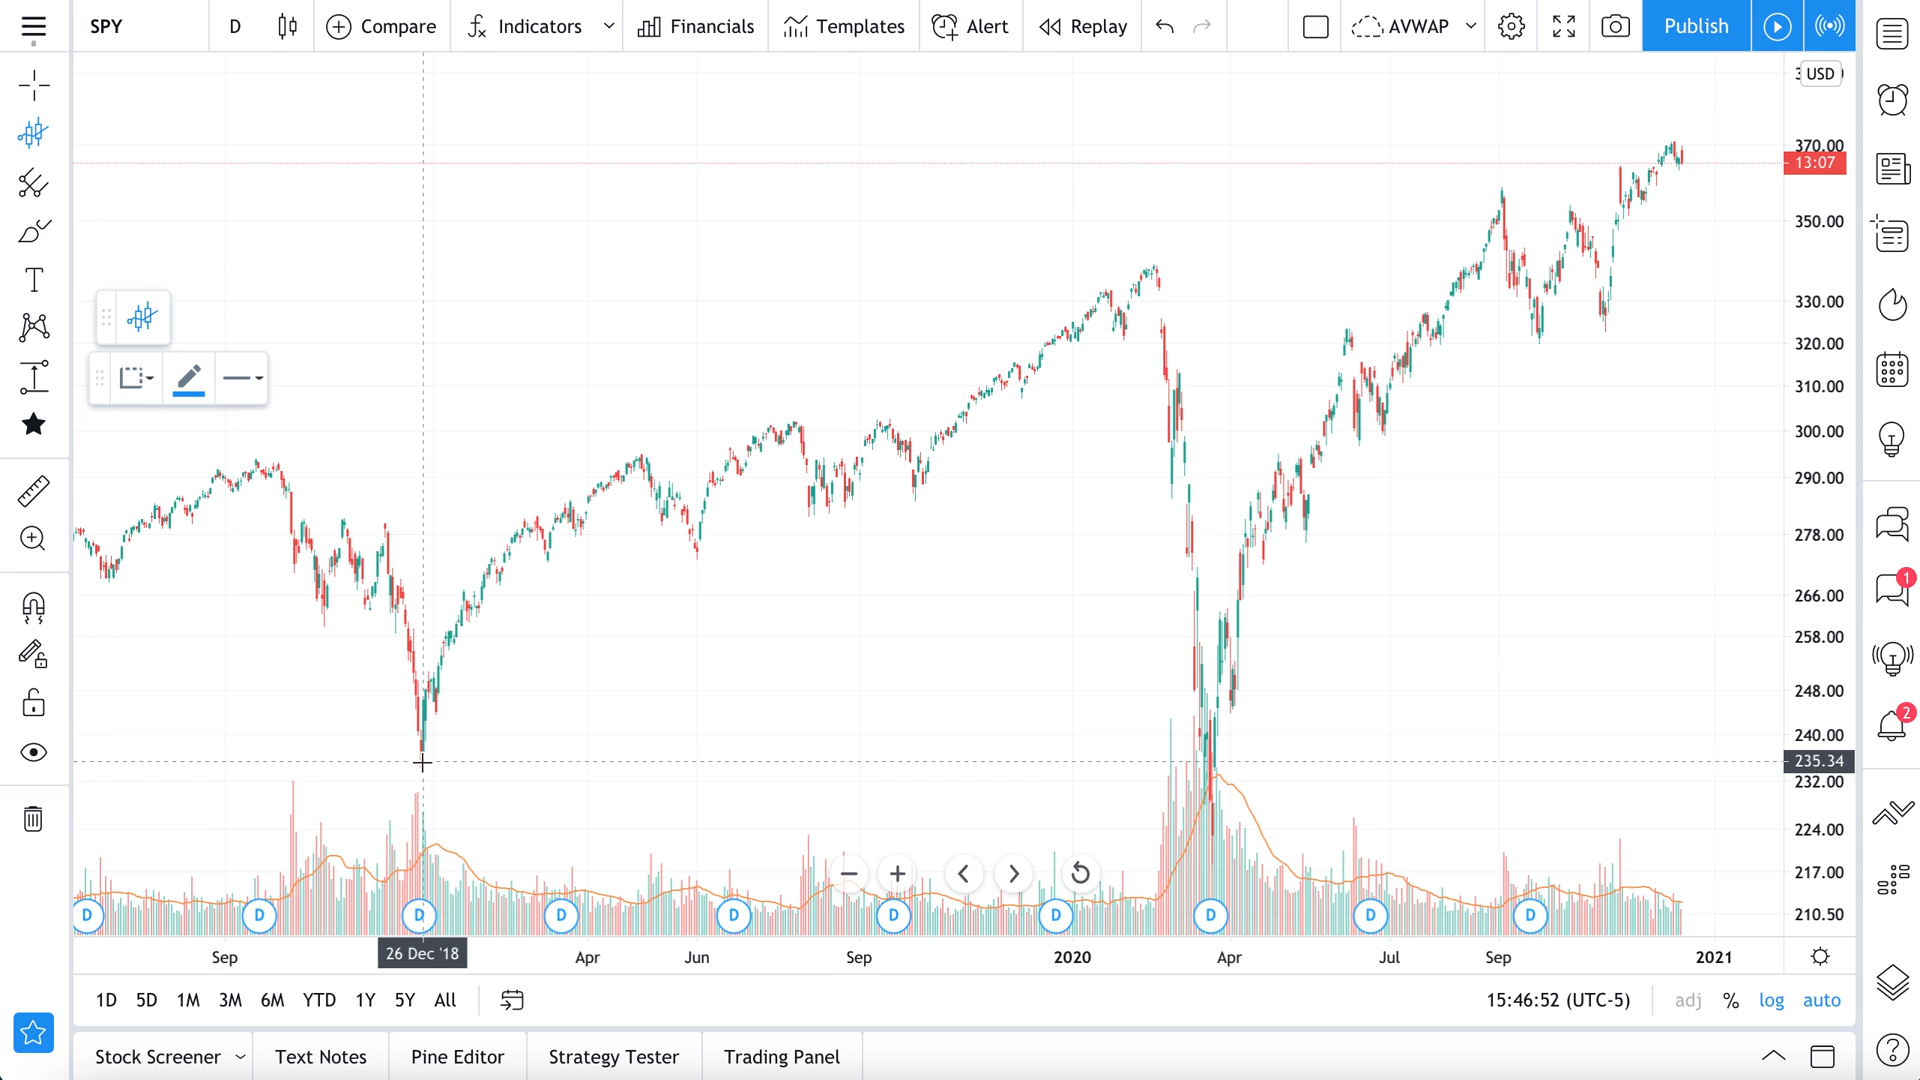 SPY
D
Compare
Indicators
Financials
Templates
Alert
Replay
AVWAP
Publish
USD
370.00
13:07
350.00
330.00
320.00
310.00
300.00
290.00
278.00
266.00
258.00
248.00
240.00
235.34
232.00
224.00
217.00
210.50
T
1
2
D D D D D D D D D D
Sep 26 Dec '18 Apr Jun Sep 2020 Apr Jul Sep 2021
1D 5D 1M 3M 6M YTD 1Y 5Y All
15:46:52 (UTC-5) adj % log auto
Stock Screener Text Notes Pine Editor Strategy Tester Trading Panel